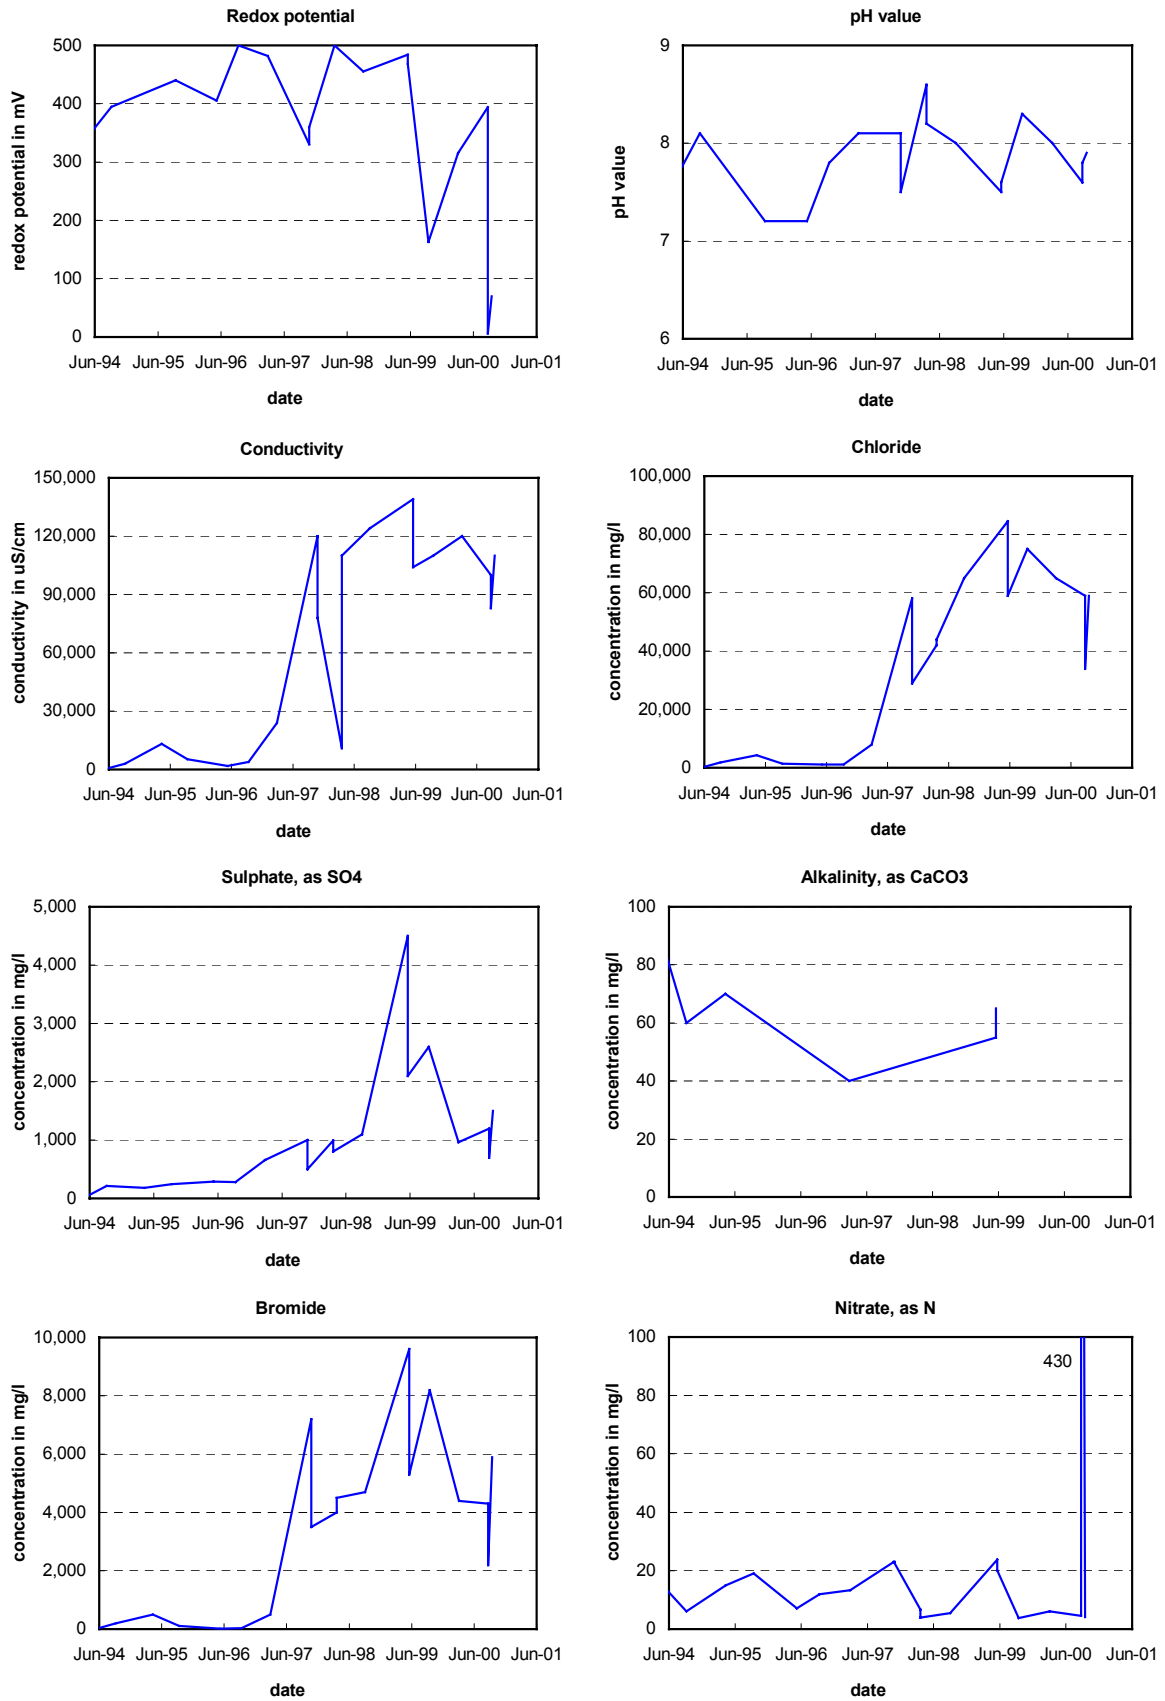 Redox potential
redox potential in mV
500
400
300
200
100
0
Jun-94 Jun-95 Jun-96 Jun-97 Jun-98 Jun-99 Jun-00 Jun-01
date
pH value
pH value
9
8
7
6
Jun-94 Jun-95 Jun-96 Jun-97 Jun-98 Jun-99 Jun-00 Jun-01
date
Conductivity
conductivity in uS/cm
150,000
120,000
90,000
60,000
30,000
0
Jun-94 Jun-95 Jun-96 Jun-97 Jun-98 Jun-99 Jun-00 Jun-01
date
Chloride
concentration in mg/l
100,000
80,000
60,000
40,000
20,000
0
Jun-94 Jun-95 Jun-96 Jun-97 Jun-98 Jun-99 Jun-00 Jun-01
date
Sulphate, as SO4
concentration in mg/l
5,000
4,000
3,000
2,000
1,000
0
Jun-94 Jun-95 Jun-96 Jun-97 Jun-98 Jun-99 Jun-00 Jun-01
date
Alkalinity, as CaCO3
concentration in mg/l
100
80
60
40
20
0
Jun-94 Jun-95 Jun-96 Jun-97 Jun-98 Jun-99 Jun-00 Jun-01
date
Bromide
concentration in mg/l
10,000
8,000
6,000
4,000
2,000
0
Jun-94 Jun-95 Jun-96 Jun-97 Jun-98 Jun-99 Jun-00 Jun-01
date
Nitrate, as N
concentration in mg/l
100
80
60
40
20
0
430
Jun-94 Jun-95 Jun-96 Jun-97 Jun-98 Jun-99 Jun-00 Jun-01
date